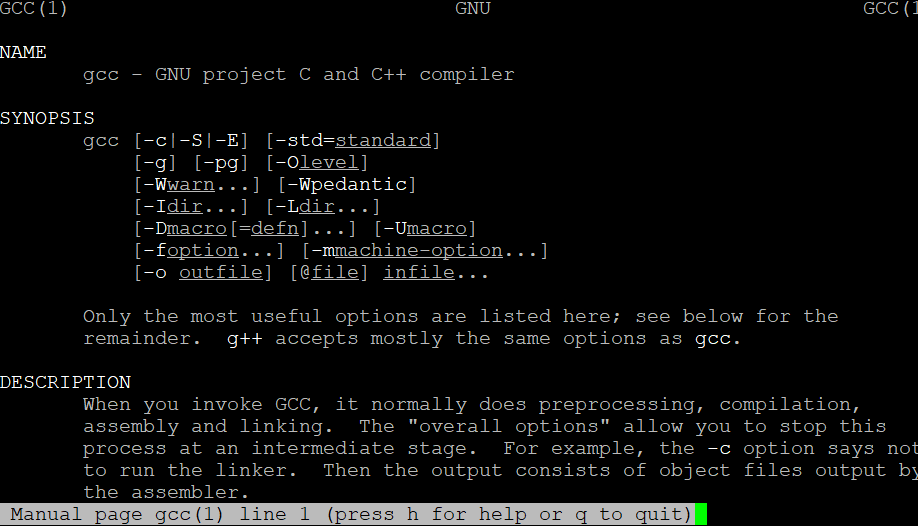 GCC(1) GNU GCC(1
NAME
gcc - GNU project C and C++ compiler
SYNOPSIS
gcc [-c|-S|-E] [-std=standard]
[-g] [-pg] [-Olevel]
[-Wwarn...] [-Wpedantic]
[-Idir...] [-Ldir...]
[-Dmacro[=defn]...] [-Umacro]
[-foption...] [-mmachine-option...]
[-o outfile] [@file] infile...
Only the most useful options are listed here; see below for the
remainder.  g++ accepts mostly the same options as gcc.
DESCRIPTION
When you invoke GCC, it normally does preprocessing, compilation,
assembly and linking.  The "overall options" allow you to stop this
process at an intermediate stage.  For example, the -c option says not
to run the linker.  Then the output consists of object files output by
the assembler.
Manual page gcc(1) line 1 (press h for help or q to quit)